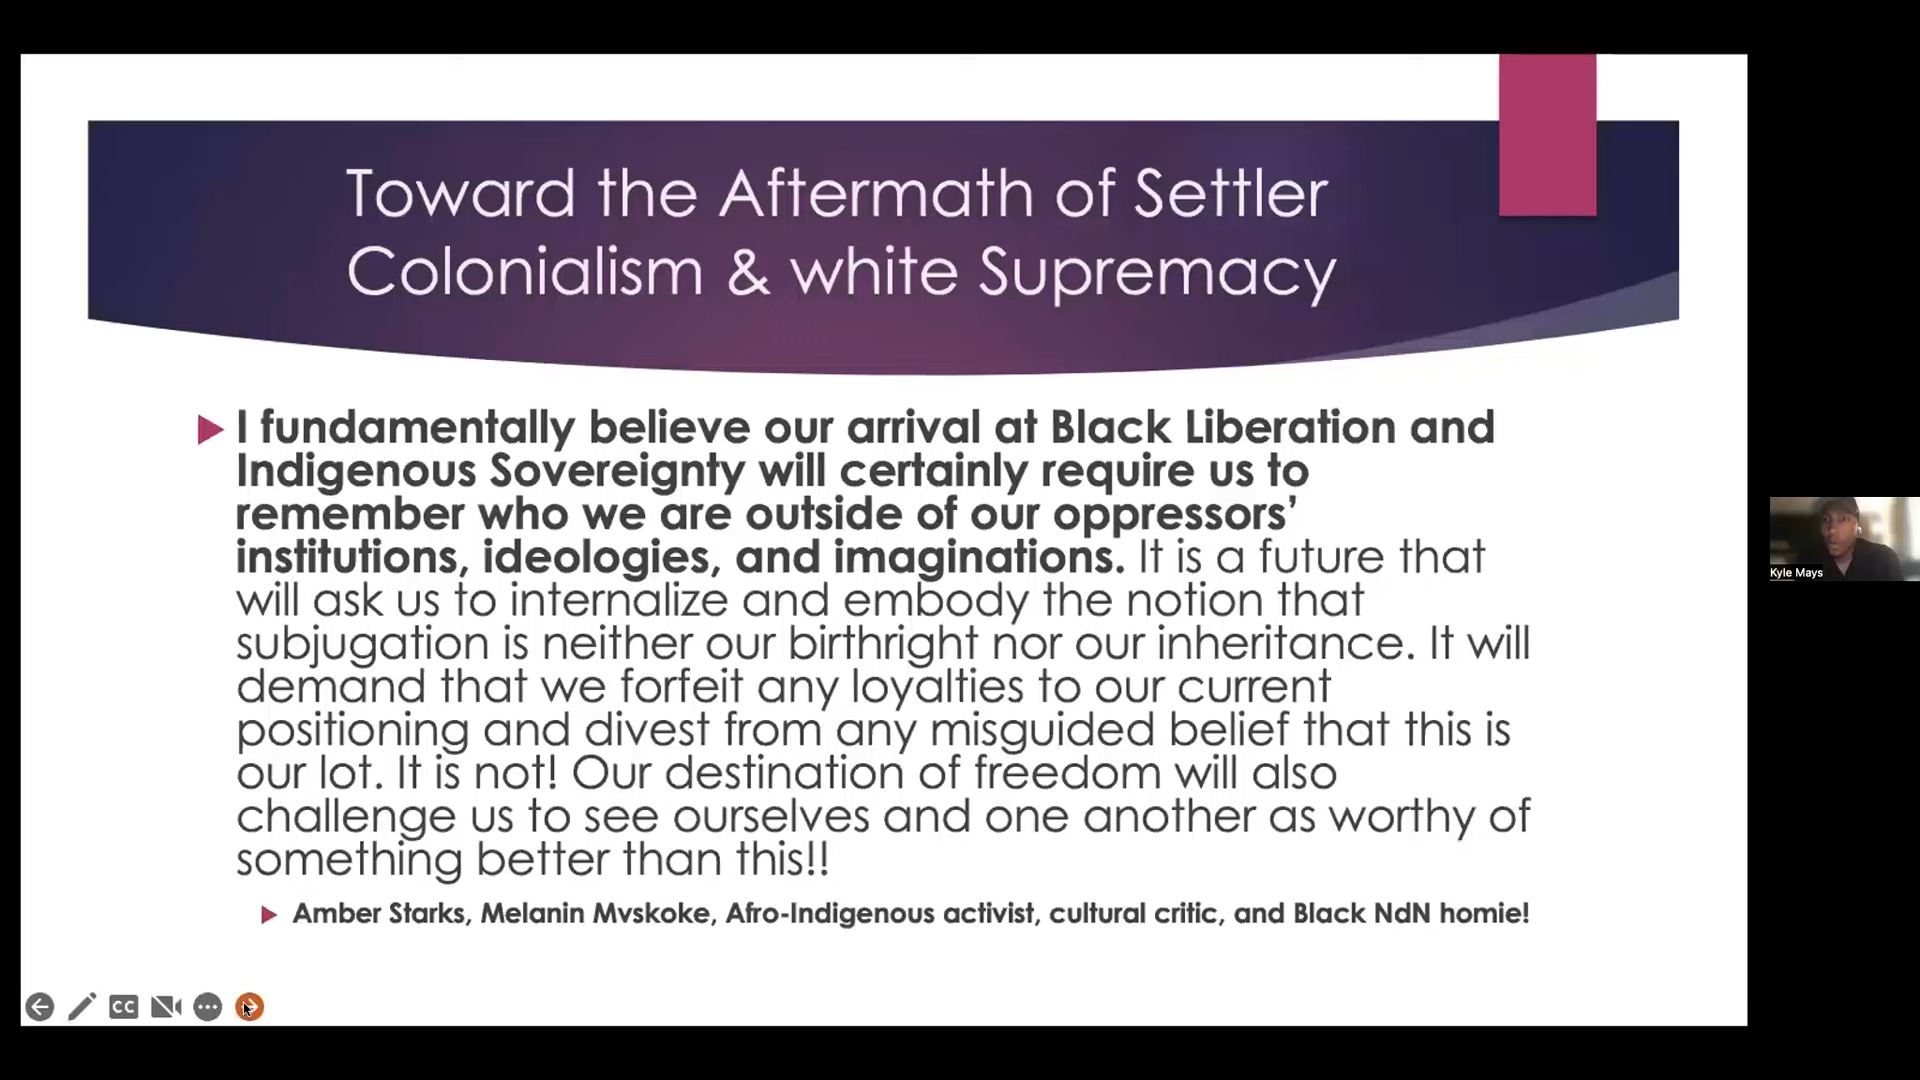 Toward the Aftermath of Settler
Colonialism & white Supremacy
I fundamentally believe our arrival at Black Liberation and
Indigenous Sovereignty will certainly require us to
remember who we are outside of our oppressors’
institutions, ideologies, and imaginations. It is a future that
will ask us to internalize and embody the notion that
subjugation is neither our birthright nor our inheritance. It will
demand that we forfeit any loyalties to our current
positioning and divest from any misguided belief that this is
our lot. It is not! Our destination of freedom will also
challenge us to see ourselves and one another as worthy of
something better than this!!
Amber Starks, Melanin Mvskoke, Afro-Indigenous activist, cultural critic, and Black NdN homie!
Kyle Mays
CC